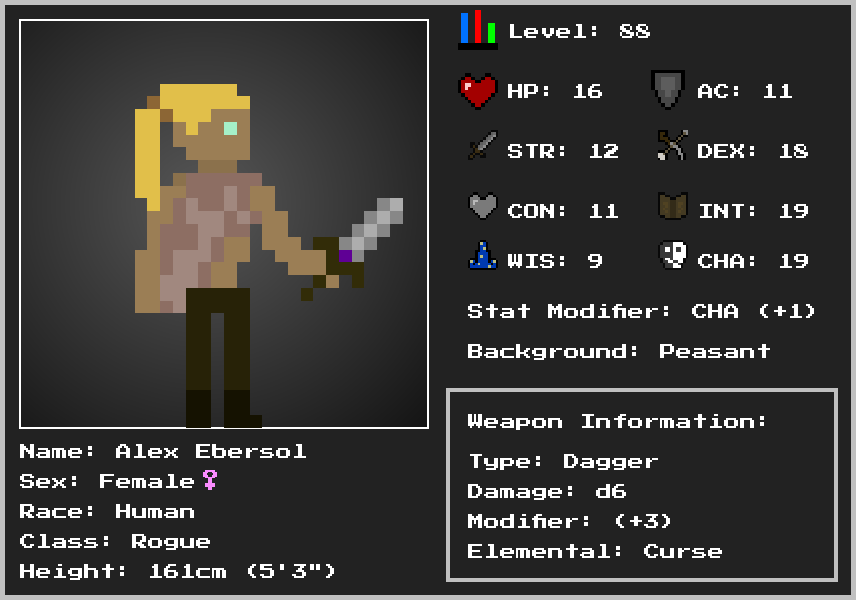 Level: 88
HP: 16 AC: 11
STR: 12 DEX: 18
CON: 11 INT: 19
WIS: 9 CHA: 19
Stat Modifier: CHA (+1)
Background: Peasant
Weapon Information:
Type: Dagger
Damage: d6
Modifier: (+3)
Elemental: Curse
Name: Alex Ebersol
Sex: Female♀
Race: Human
Class: Rogue
Height: 161cm (5'3")